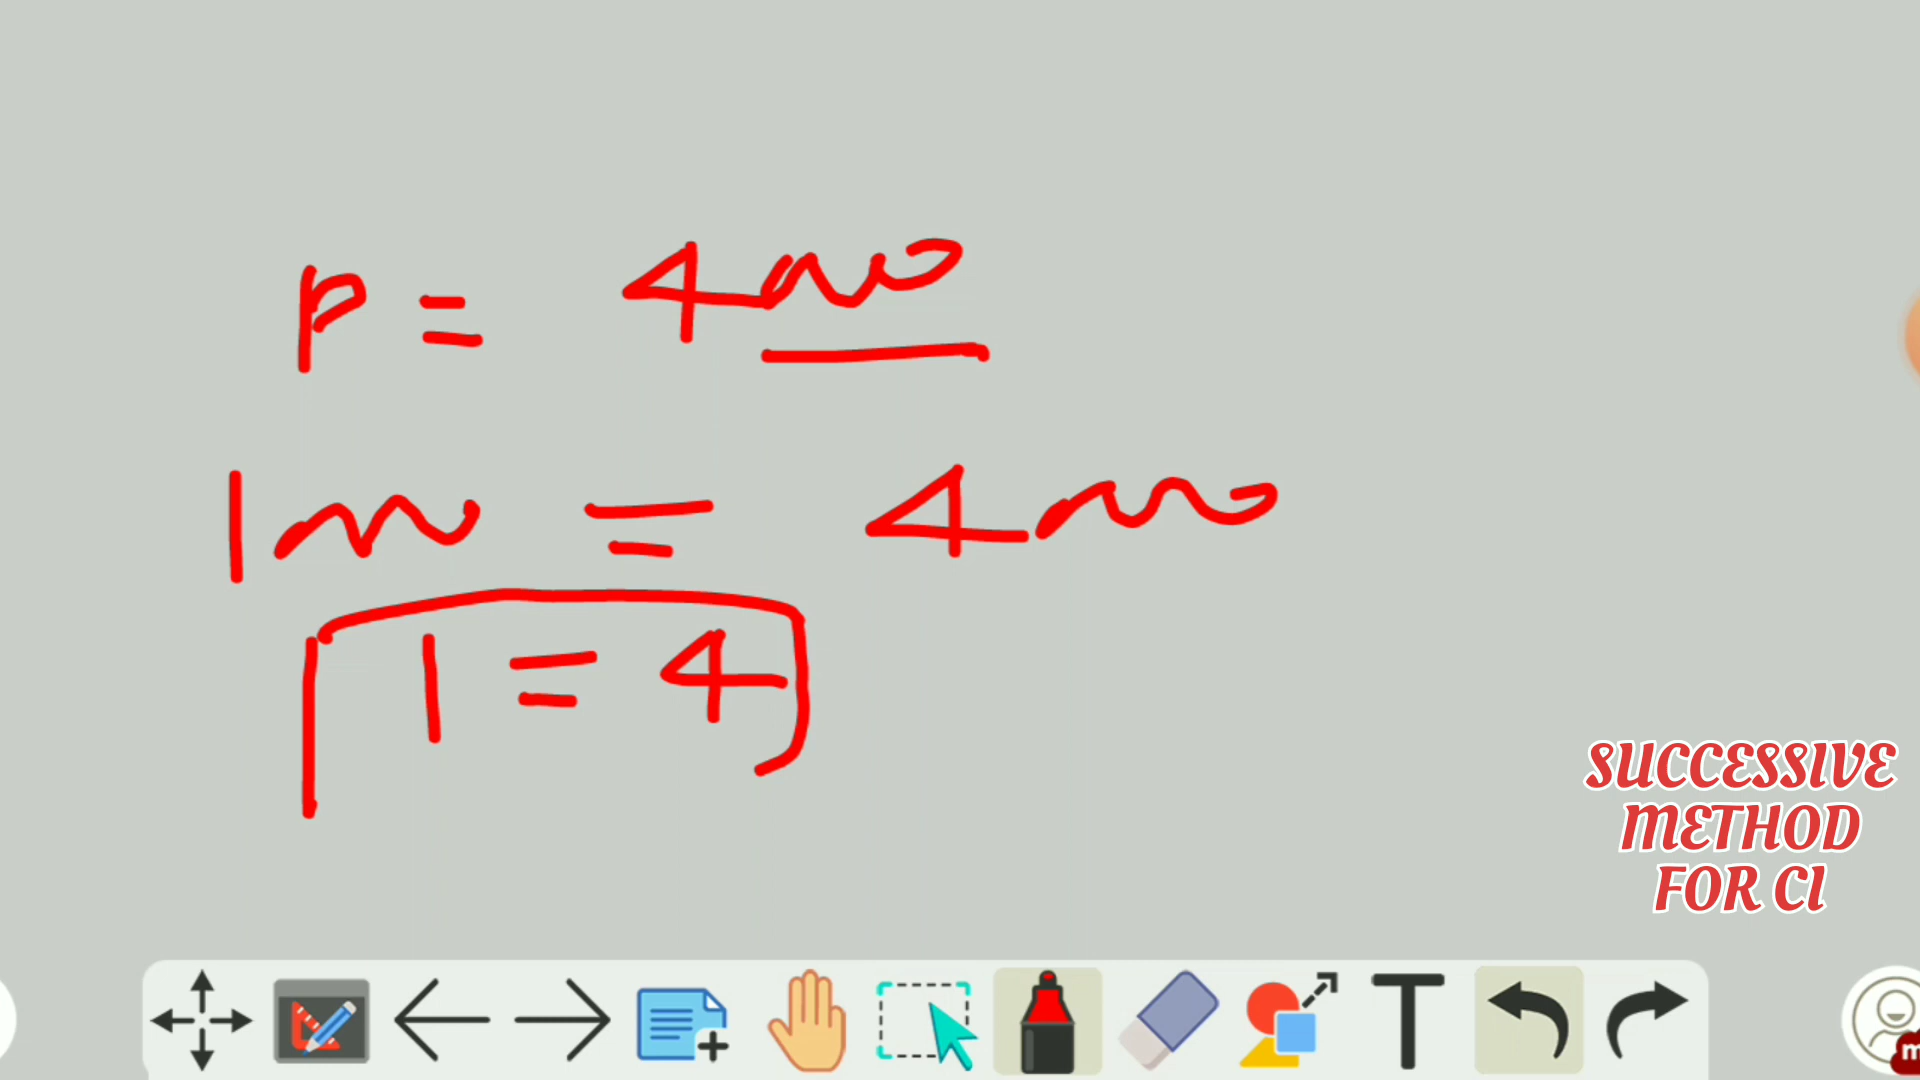 P = 4m
1m = 4m
1 = 4
SUCCESSIVE
METHOD
FOR CI
T
m